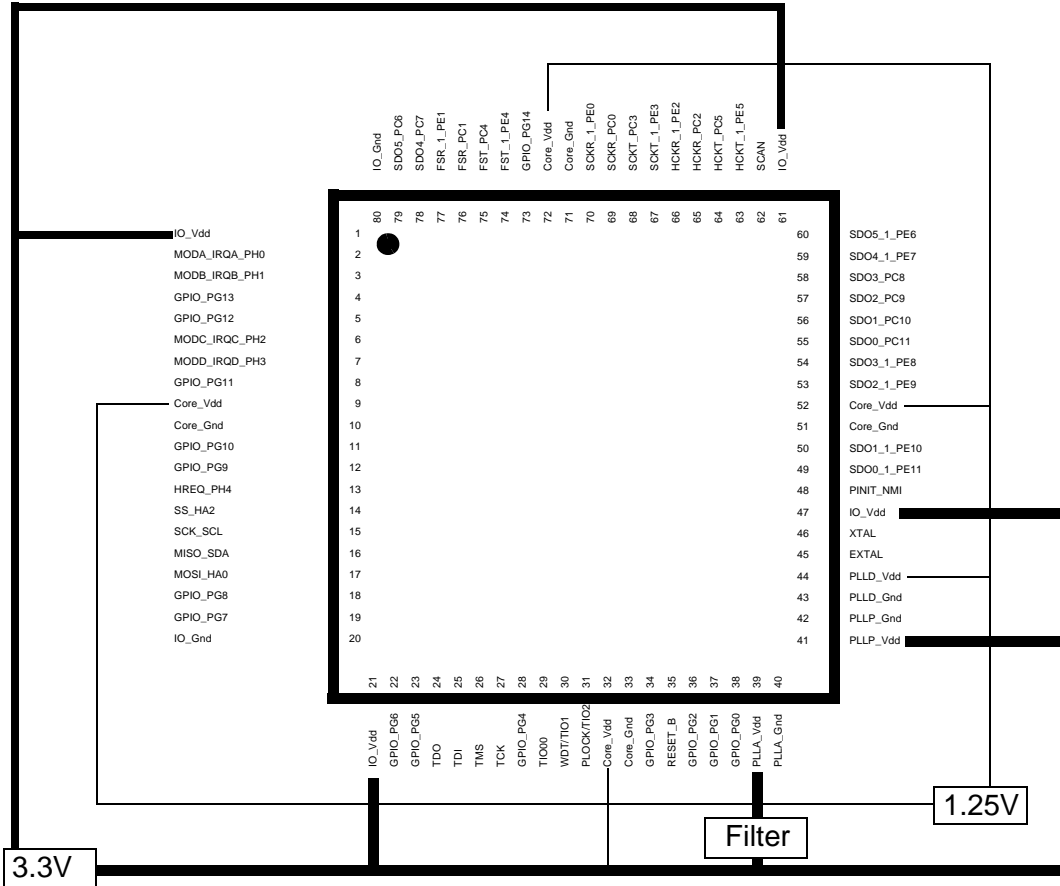 IO_Gnd
SDO5_PC6
SDO4_PC7
FSR_1_PE1
FSR_PC1
FST_PC4
FST_1_PE4
GPIO_PG14
Core_Vdd
Core_Gnd
SCKR_1_PE0
SCKR_PC0
SCKT_PC3
SCKT_1_PE3
HCKR_1_PE2
HCKR_PC2
HCKT_PC5
HCKT_1_PE5
SCAN
IO_Vdd
80
79
78
77
76
75
74
73
72
71
70
69
68
67
66
65
64
63
62
61
IO_Vdd 1
MODA_IRQA_PH0 2
MODB_IRQB_PH1 3
GPIO_PG13 4
GPIO_PG12 5
MODC_IRQC_PH2 6
MODD_IRQD_PH3 7
GPIO_PG11 8
Core_Vdd 9
Core_Gnd 10
GPIO_PG10 11
GPIO_PG9 12
HREQ_PH4 13
SS_HA2 14
SCK_SCL 15
MISO_SDA 16
MOSI_HA0 17
GPIO_PG8 18
GPIO_PG7 19
IO_Gnd 20
60 SDO5_1_PE6
59 SDO4_1_PE7
58 SDO3_PC8
57 SDO2_PC9
56 SDO1_PC10
55 SDO0_PC11
54 SDO3_1_PE8
53 SDO2_1_PE9
52 Core_Vdd
51 Core_Gnd
50 SDO1_1_PE10
49 SDO0_1_PE11
48 PINIT_NMI
47 IO_Vdd
46 XTAL
45 EXTAL
44 PLLD_Vdd
43 PLLD_Gnd
42 PLLP_Gnd
41 PLLP_Vdd
21
22
23
24
25
26
27
28
29
30
31
32
33
34
35
36
37
38
39
40
IO_Vdd
GPIO_PG6
GPIO_PG5
TDO
TDI
TMS
TCK
GPIO_PG4
TIO00
WDT/TIO1
PLOCK/TIO2
Core_Vdd
Core_Gnd
GPIO_PG3
RESET_B
GPIO_PG2
GPIO_PG1
GPIO_PG0
PLLA_Vdd
PLLA_Gnd
1.25V
Filter
3.3V